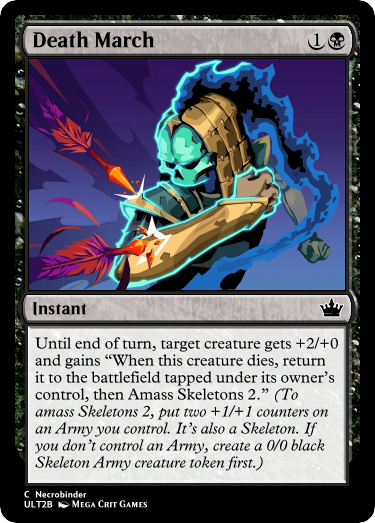 Death March 1
Instant
Until end of turn, target creature gets +2/+0
and gains “When this creature dies, return
it to the battlefield tapped under its owner’s
control, then Amass Skeletons 2.” (To
amass Skeletons 2, put two +1/+1 counters on
an Army you control. It’s also a Skeleton. If
you don’t control an Army, create a 0/0 black
Skeleton Army creature token first.)
C Necrobinder
ULT2B Mega Crit Games